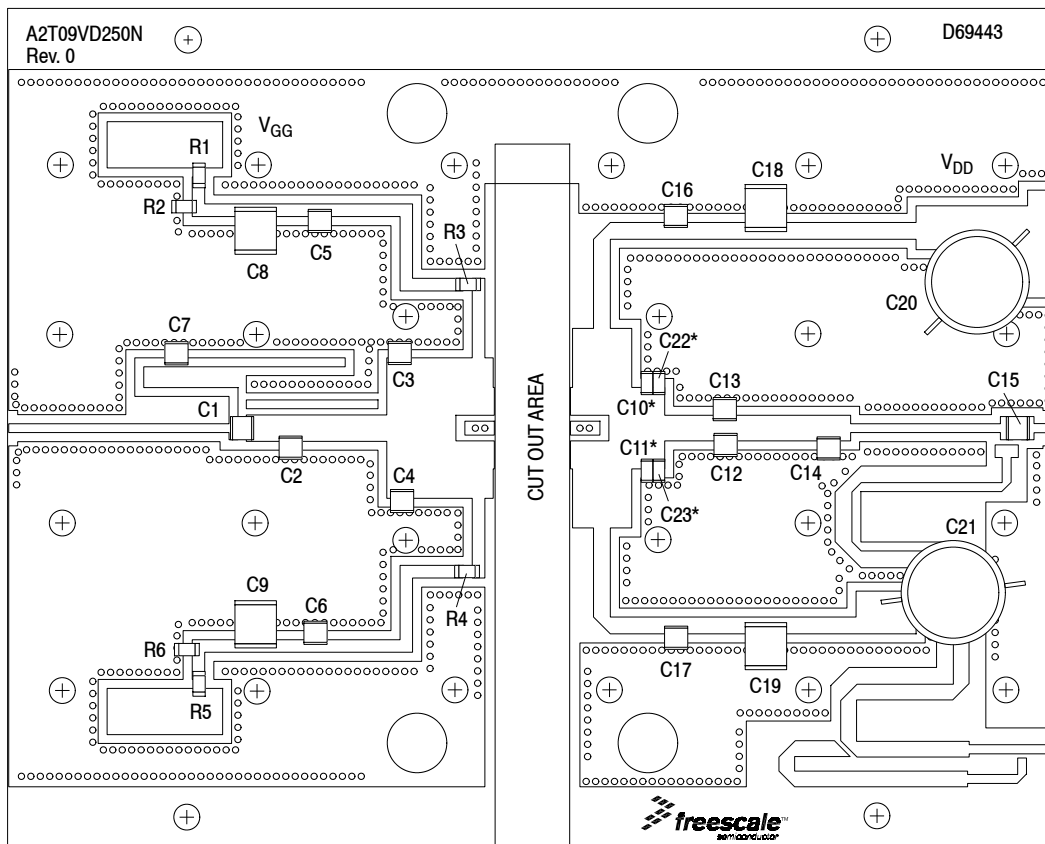 A2T09VD250N
Rev. 0
D69443
VGG
VDD
R1
R2
C8
C5
R3
C16
C18
C20
C7
C3
C22*
C10*
C13
C15
C1
C2
C4
CUT OUT AREA
C11*
C23*
C12
C14
C21
C9
C6
R4
R6
R5
C17
C19
freescale™
semiconductor